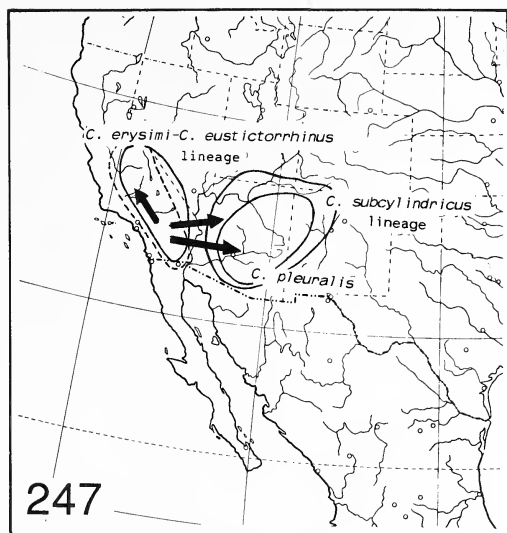 C. erysimi-C. eustictorrhinus
lineage
C. subcylindricus
lineage
C. pleuralis
247